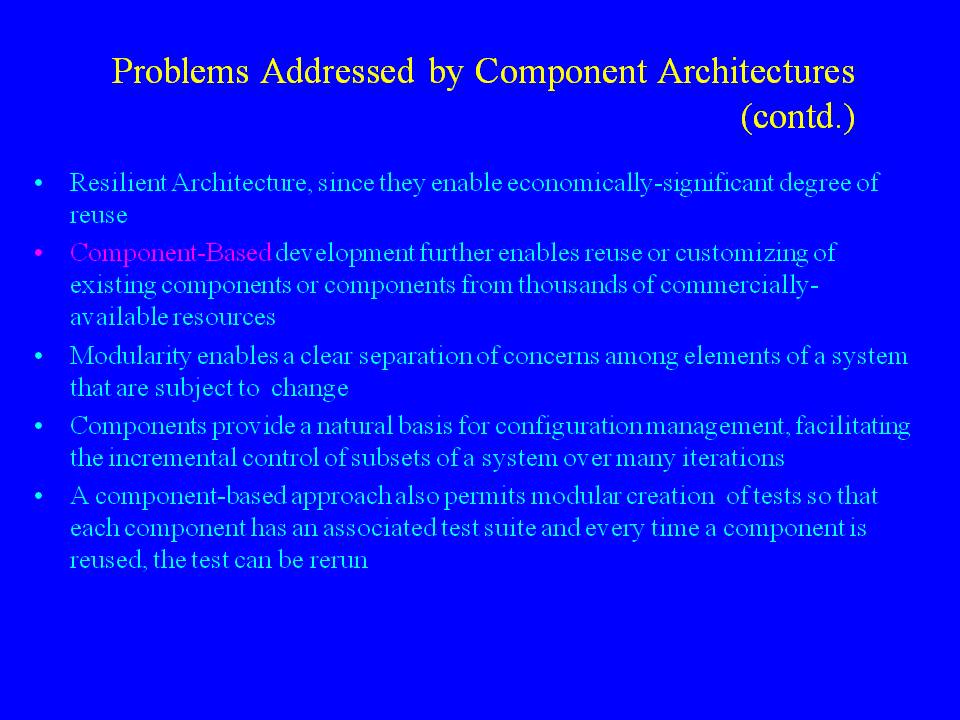 Problems Addressed by Component Architectures
(contd.)
• Resilient Architecture, since they enable economically-significant degree of
reuse
• Component-Based development further enables reuse or customizing of
existing components or components from thousands of commercially-
available resources
• Modularity enables a clear separation of concerns among elements of a system
that are subject to change
• Components provide a natural basis for configuration management, facilitating
the incremental control of subsets of a system over many iterations
• A component-based approach also permits modular creation of tests so that
each component has an associated test suite and every time a component is
reused, the test can be rerun